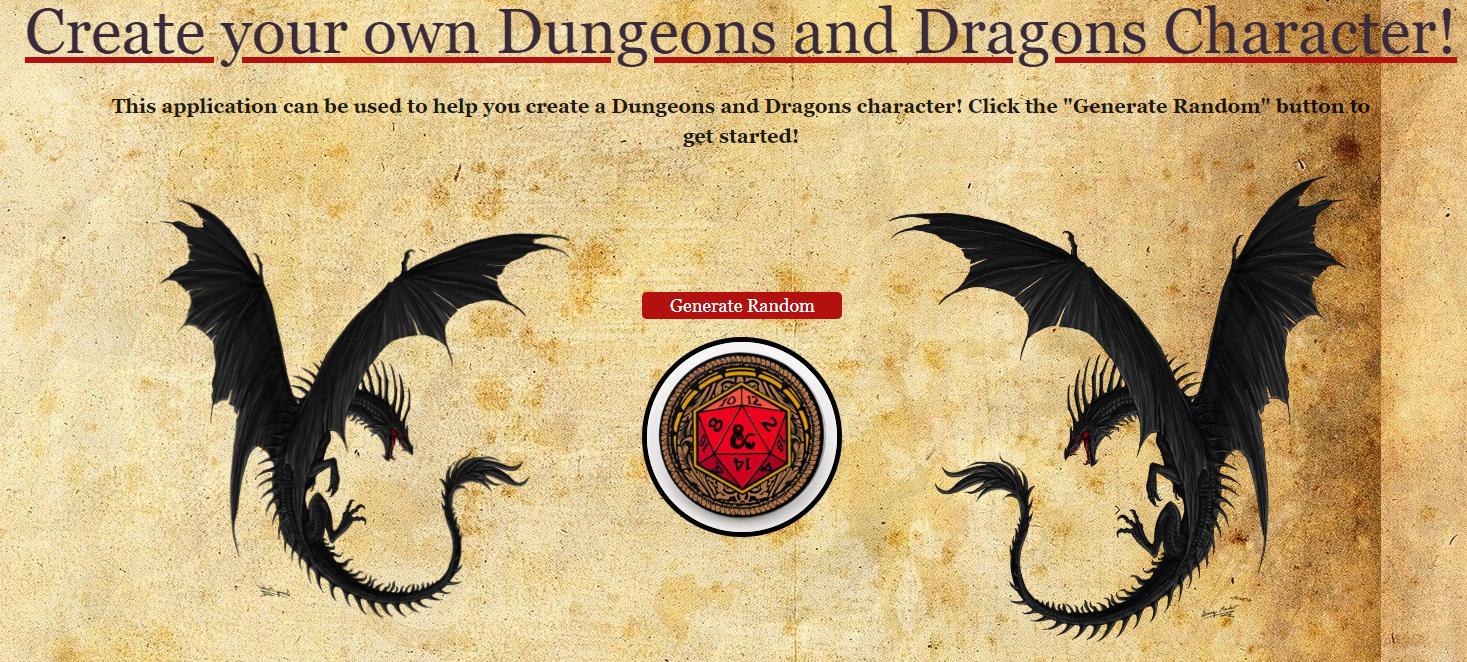 Create your own Dungeons and Dragons Character!
This application can be used to help you create a Dungeons and Dragons character! Click the "Generate Random" button to
get started!
Generate Random
10 12
8 & 2
14